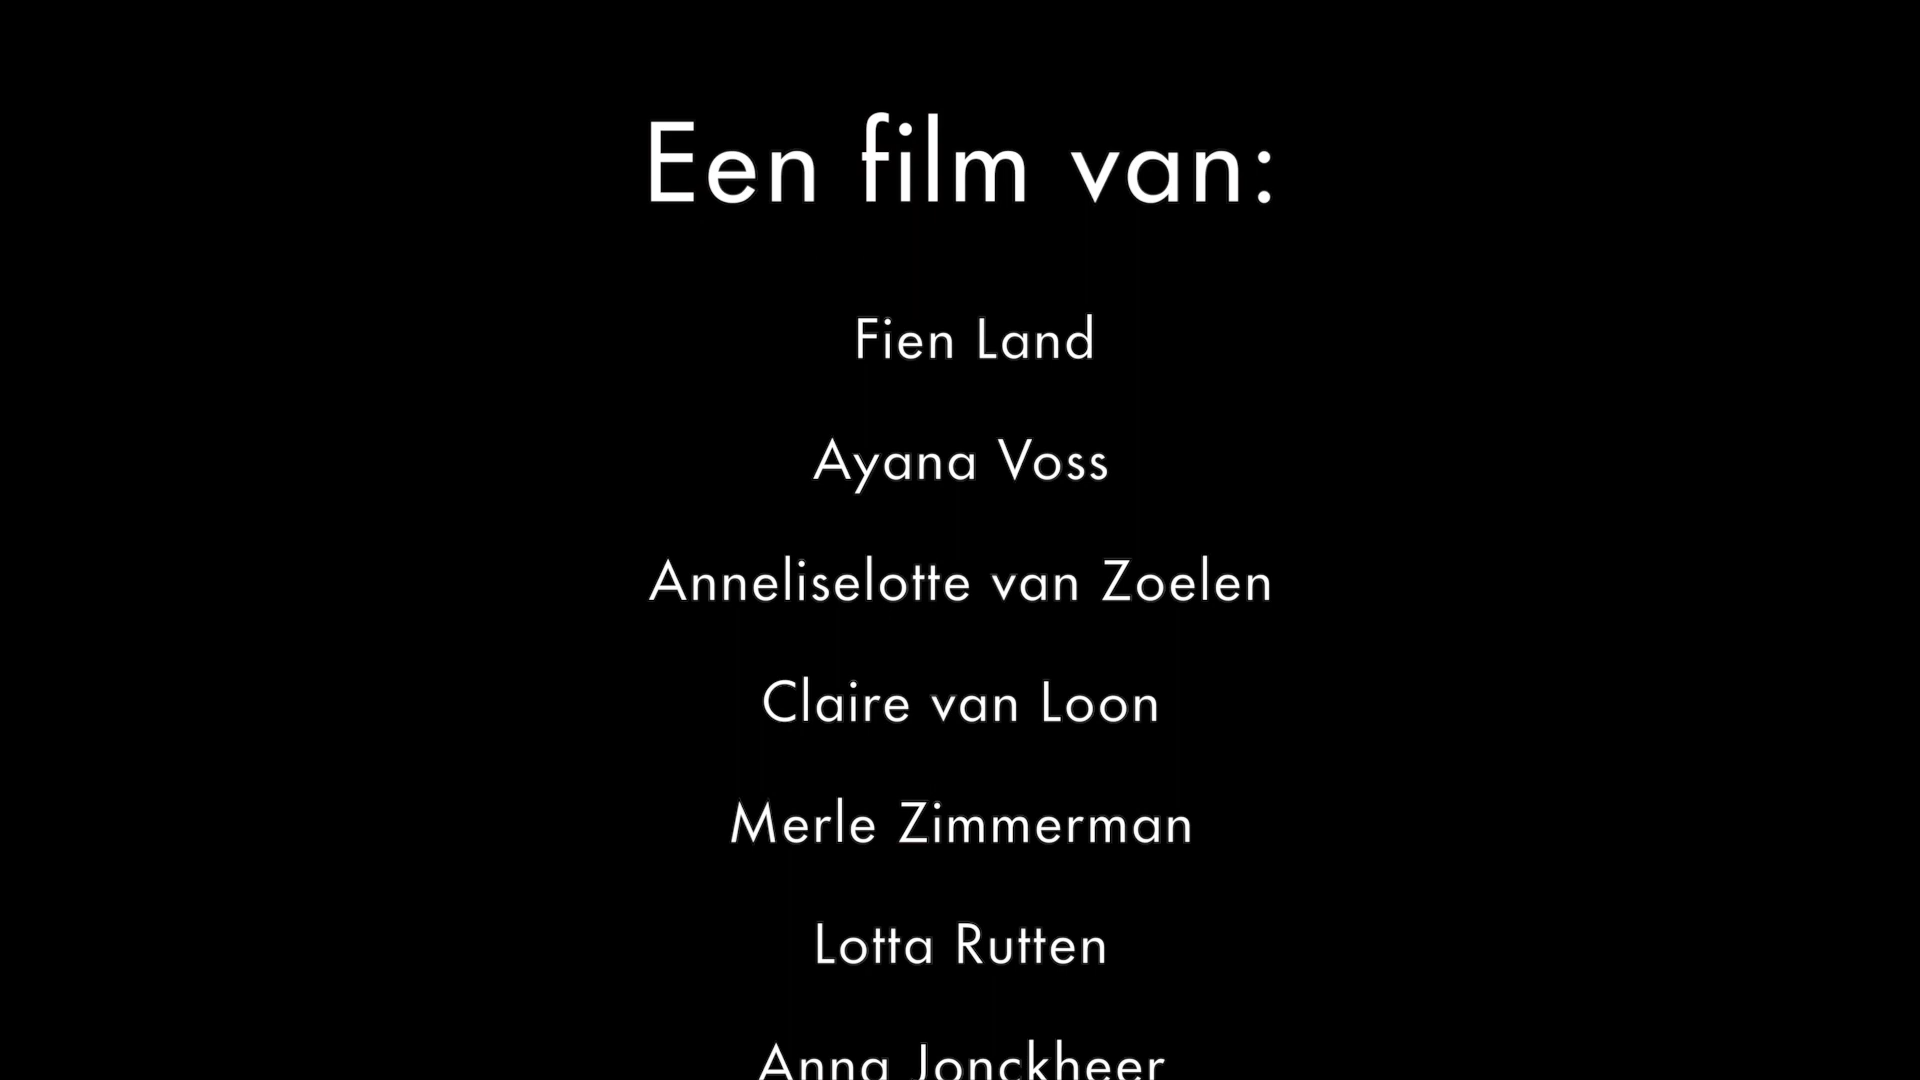 Een film van:
Fien Land
Ayana Voss
Anneliselotte van Zoelen
Claire van Loon
Merle Zimmerman
Lotta Rutten
Anna Jonckheer